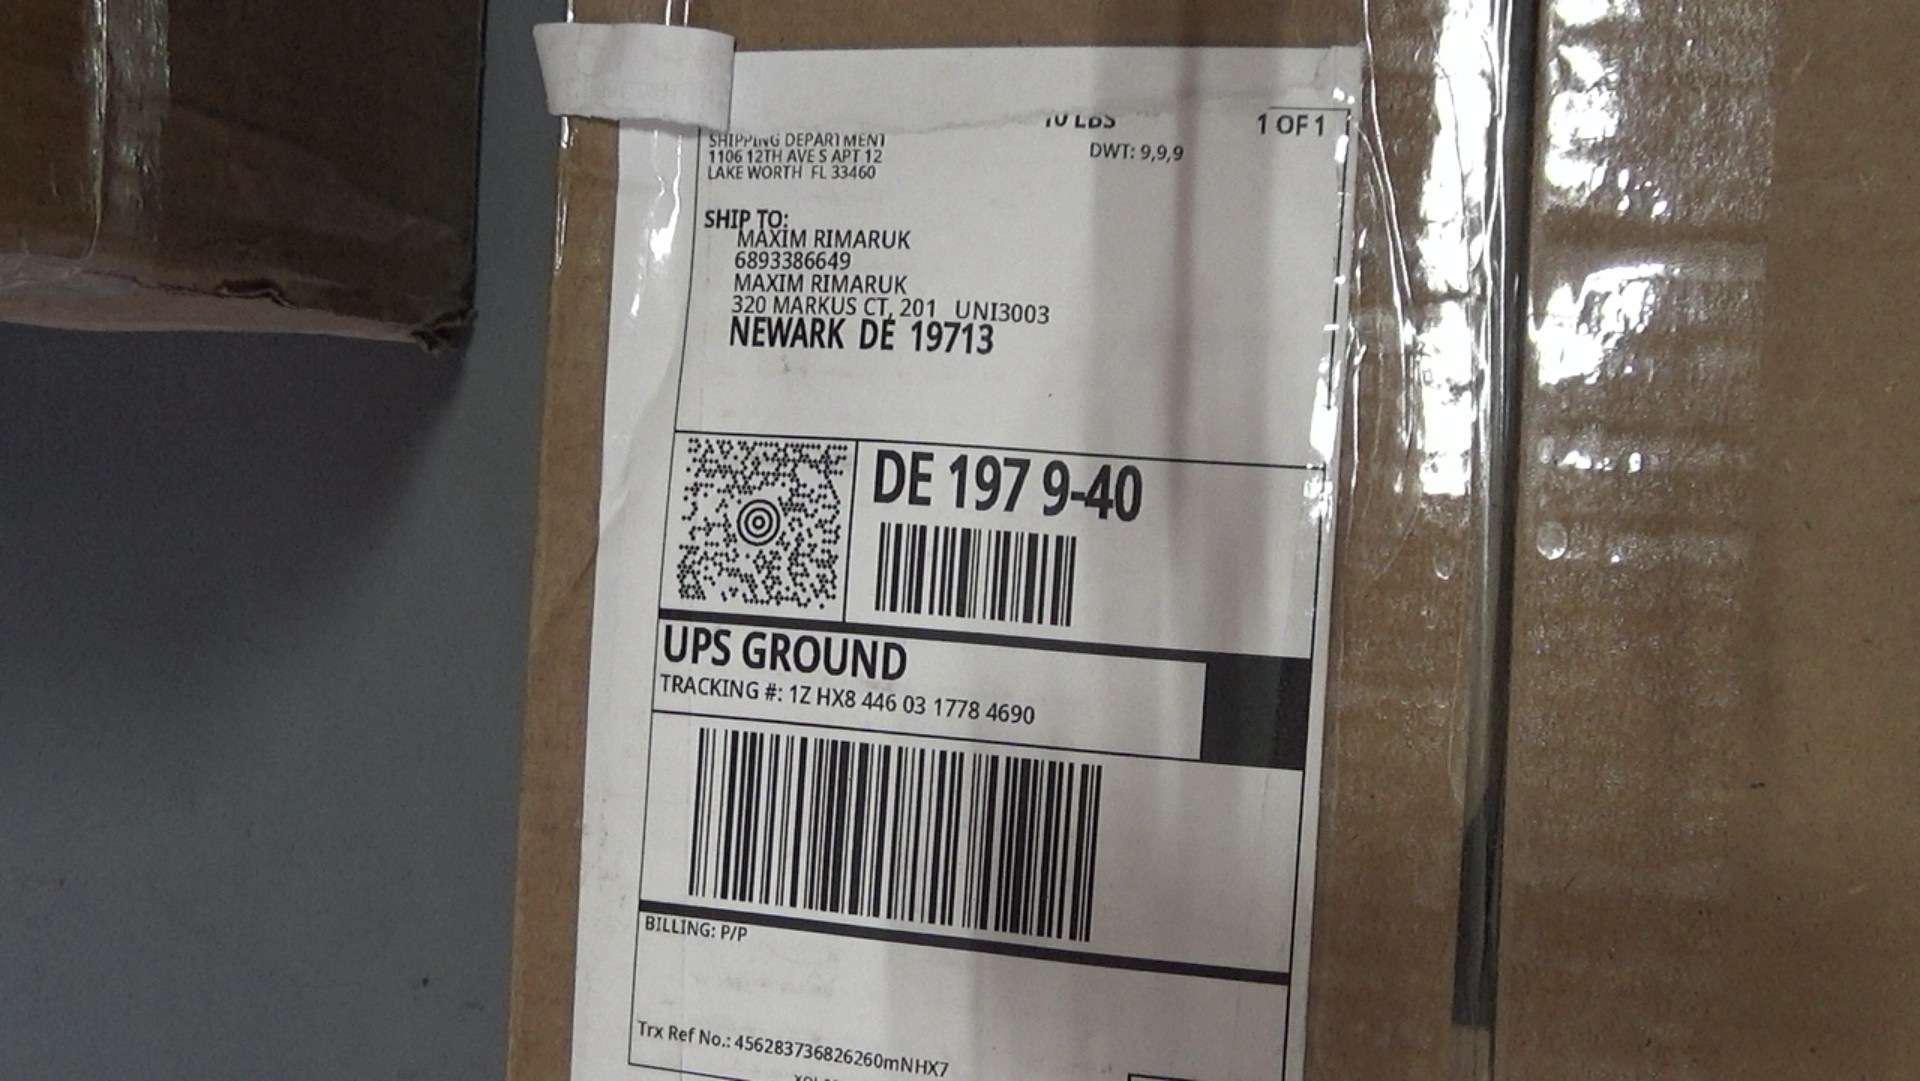 SHIPPING DEPARTMENT
1106 12TH AVE S APT 12
LAKE WORTH FL 33460
10 LBS
1 OF 1
DWT: 9,9,9
SHIP TO:
MAXIM RIMARUK
6893386649
MAXIM RIMARUK
320 MARKUS CT, 201 UNI3003
NEWARK DE 19713
DE 197 9-40
UPS GROUND
TRACKING #: 1Z HX8 446 03 1778 4690
BILLING: P/P
Trx Ref No.: 456283736826260mNHX7